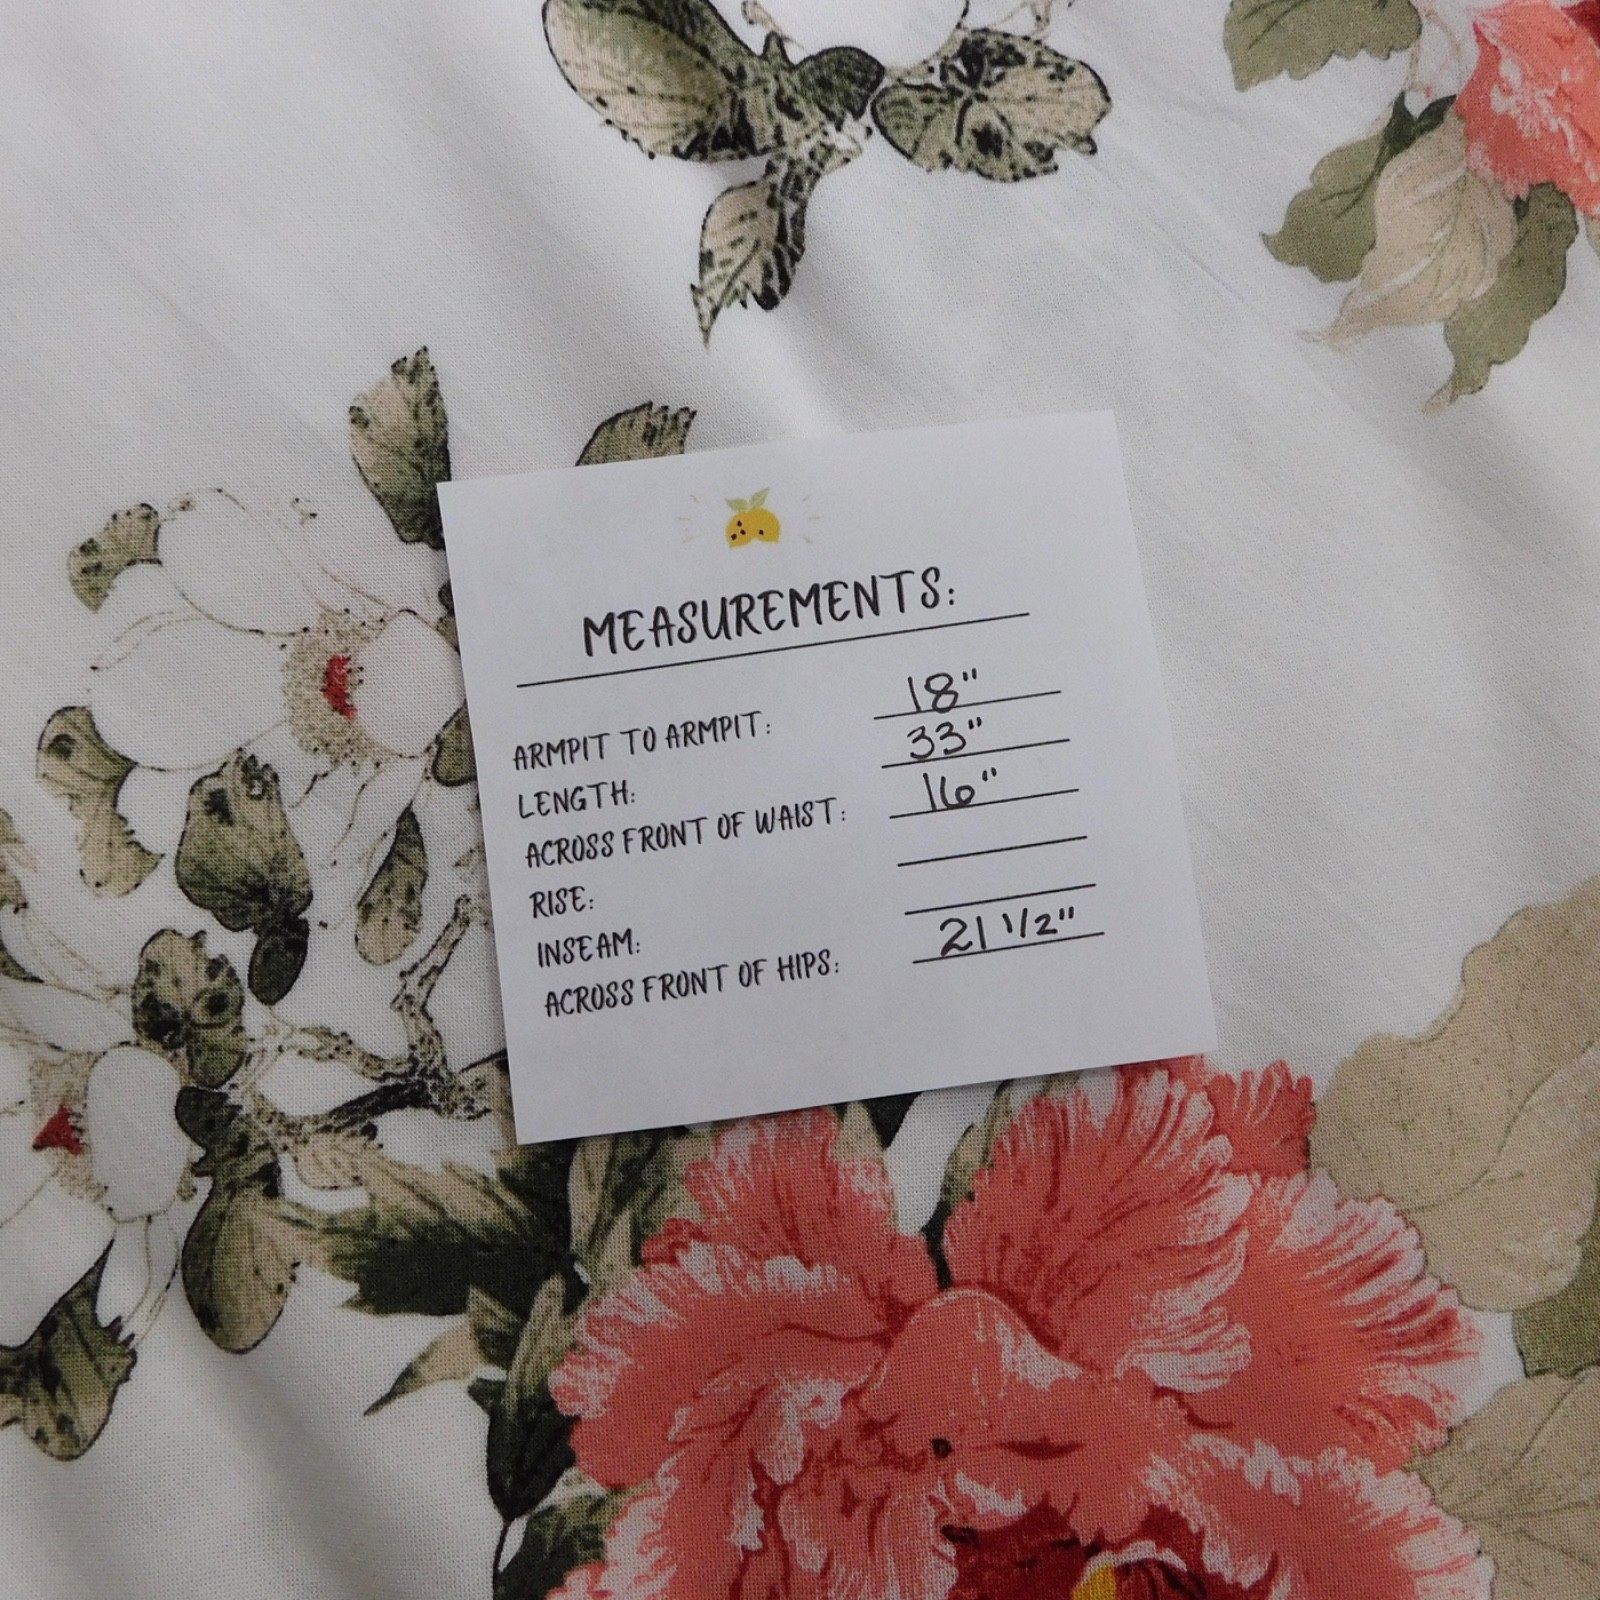 MEASUREMENTS:
ARMPIT TO ARMPIT: 18"
LENGTH: 33"
ACROSS FRONT OF WAIST: 16"
RISE:
INSEAM:
ACROSS FRONT OF HIPS: 21 1/2"